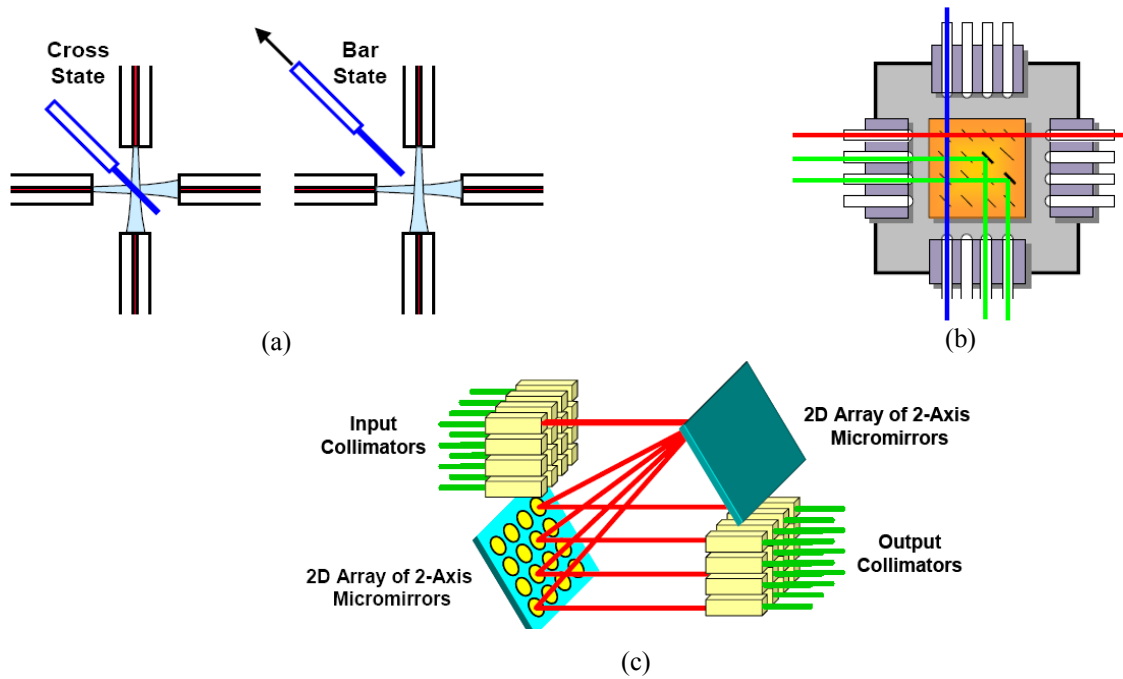 Cross
State
Bar
State
(a)
(b)
Input
Collimators
2D Array of 2-Axis
Micromirrors
2D Array of 2-Axis
Micromirrors
Output
Collimators
(c)